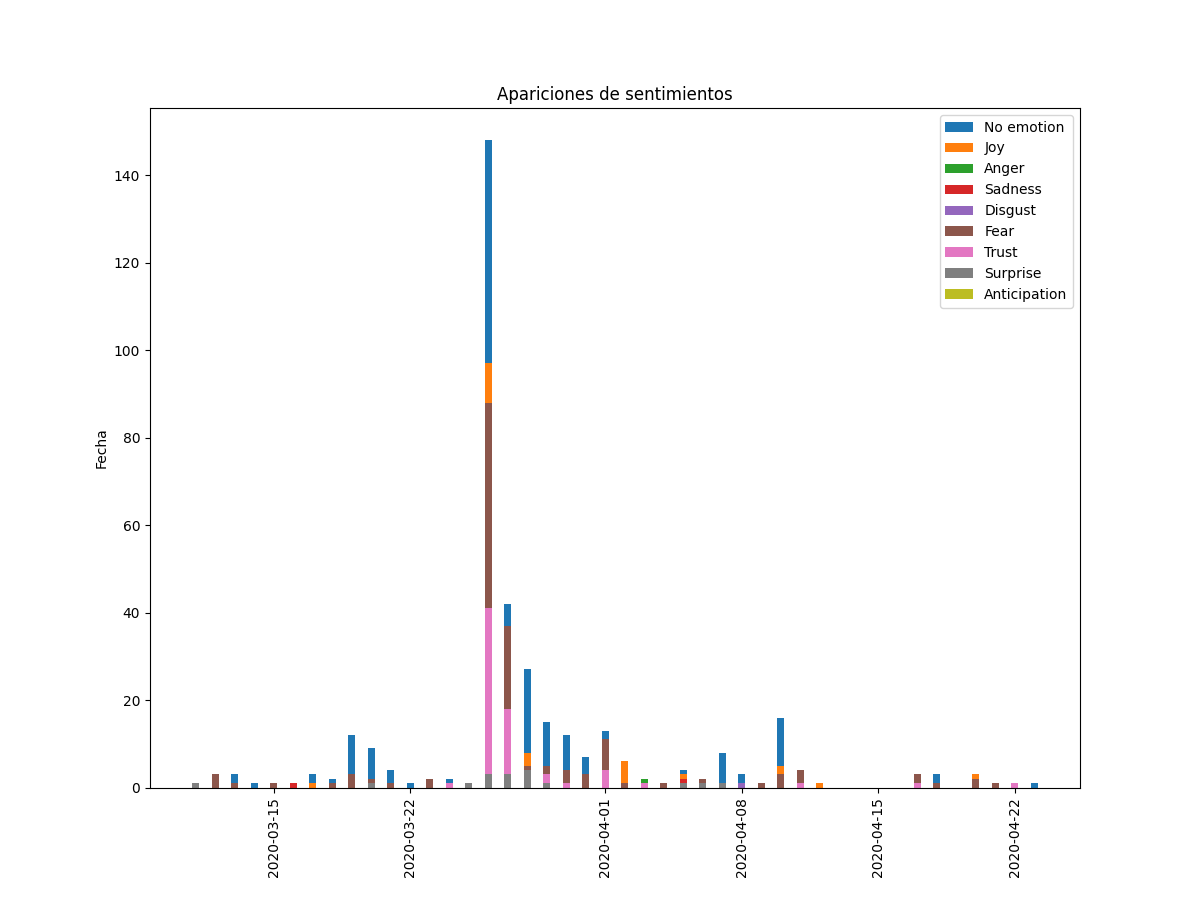 Apariciones de sentimientos
No emotion
Joy
Anger
Sadness
Disgust
Fear
Trust
Surprise
Anticipation
Fecha
140
120
100
80
60
40
20
0
2020-03-15
2020-03-22
2020-04-01
2020-04-08
2020-04-15
2020-04-22